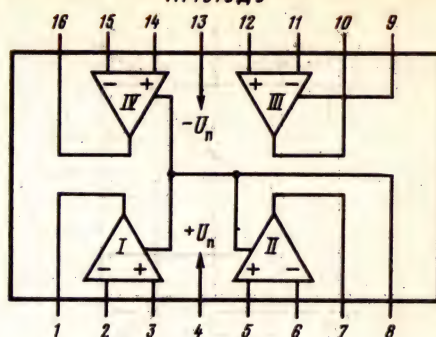 16 15 14 13 12 11 10 9
− + + −
IV III
−Uп
+Uп
I II
− + + −
1 2 3 4 5 6 7 8